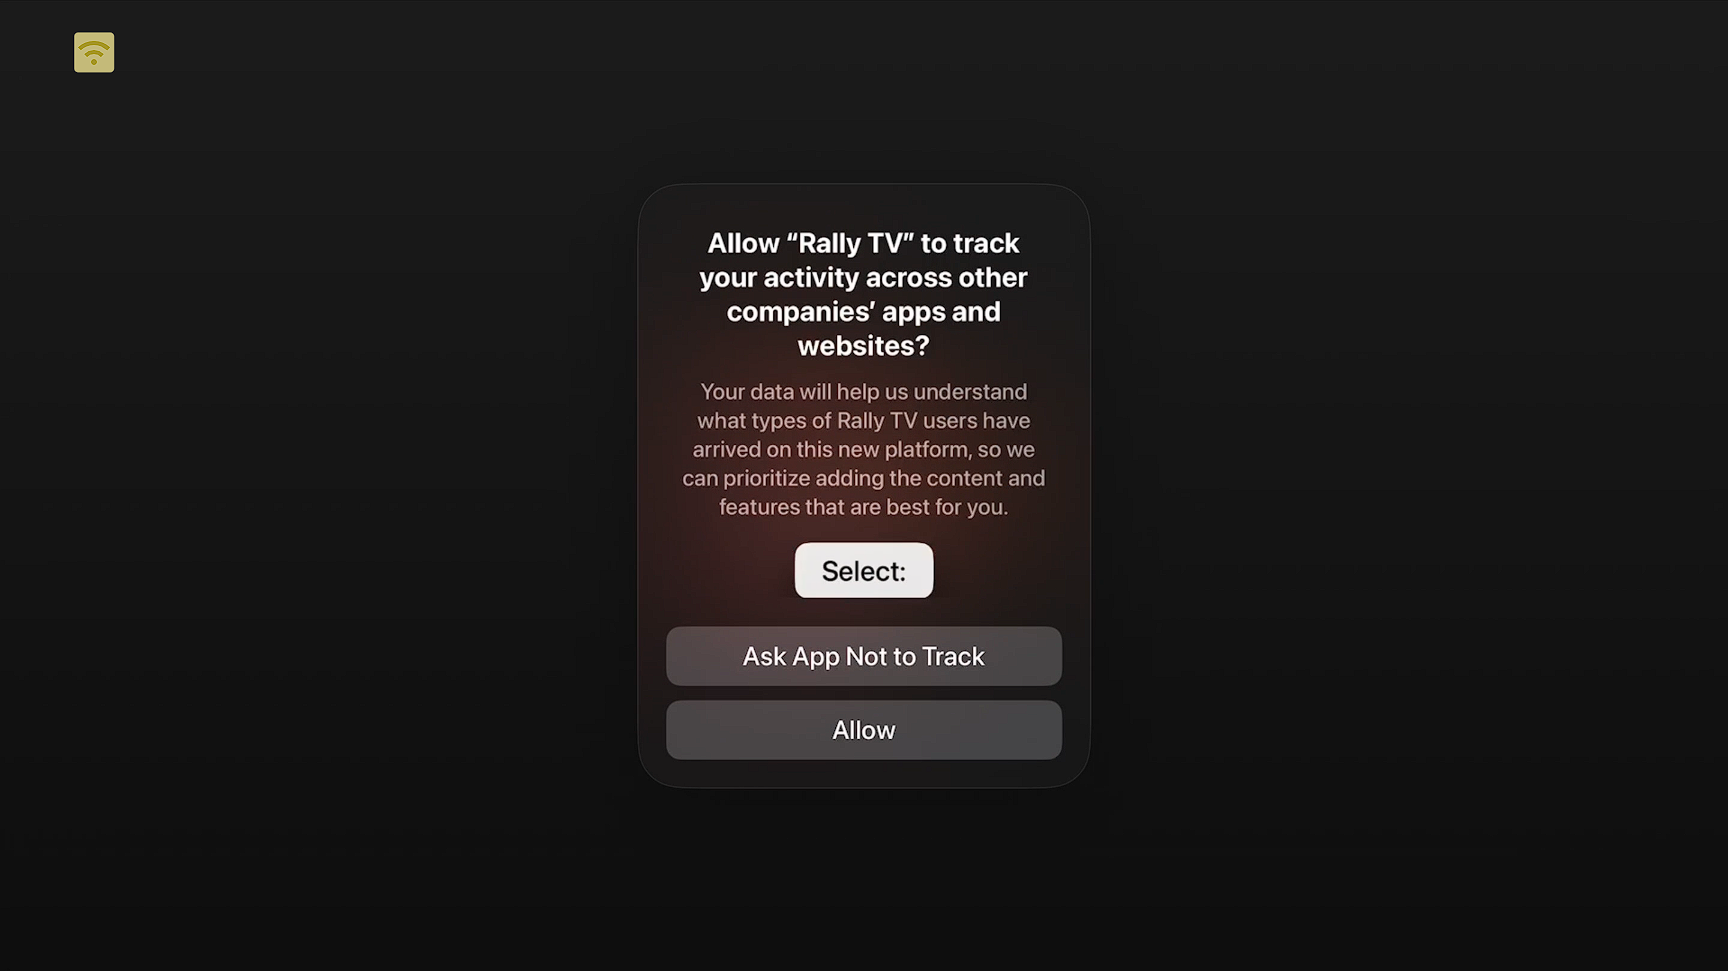 Allow “Rally TV” to track
your activity across other
companies’ apps and
websites?
Your data will help us understand
what types of Rally TV users have
arrived on this new platform, so we
can prioritize adding the content and
features that are best for you.
Select:
Ask App Not to Track
Allow